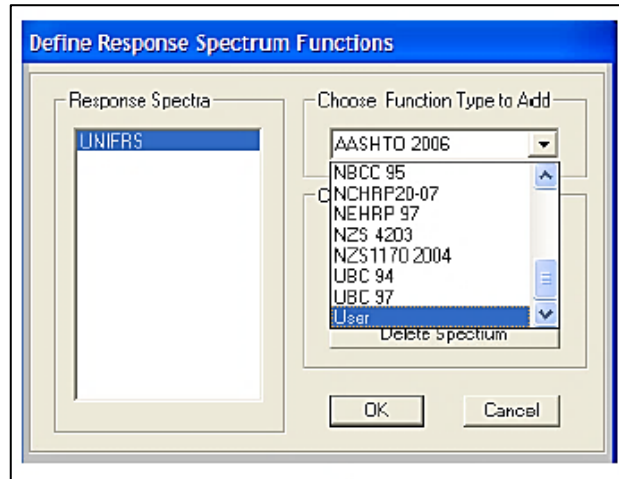 Define Response Spectrum Functions
Response Spectra
UNIFRS
Choose Function Type to Add
AASHTO 2006
NBCC 95
NCHRP20-07
NEHRP 97
NZS 4203
NZS1170 2004
UBC 94
UBC 97
User
Delete Spectrum
OK
Cancel